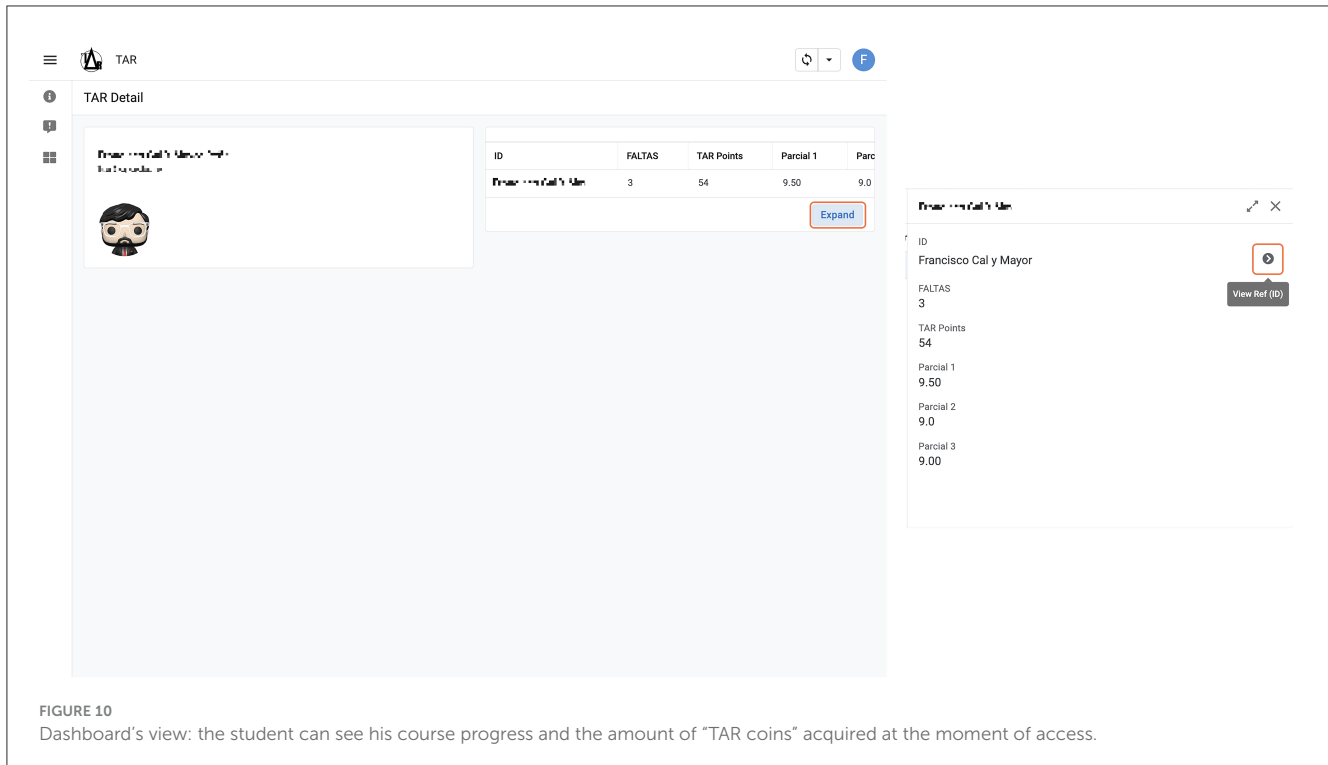 TAR
F
TAR Detail
ID FALTAS TAR Points Parcial 1 Parc
3 54 9.50 9.0
Expand
ID
Francisco Cal y Mayor
View Ref (ID)
FALTAS
3
TAR Points
54
Parcial 1
9.50
Parcial 2
9.0
Parcial 3
9.00
FIGURE 10
Dashboard's view: the student can see his course progress and the amount of "TAR coins" acquired at the moment of access.